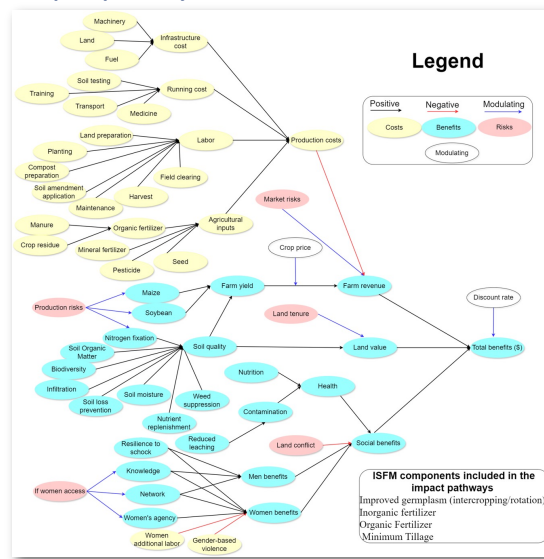 Machinery
Land
Infrastructure
cost
Fuel
Legend
Soil testing
Training
Running cost
Transport
Medicine
Positive
Negative
Modulating
Costs
Benefits
Risks
Modulating
Land preparation
Planting
Labor
Production costs
Compost
preparation
Soil amendment
application
Field clearing
Maintenance
Harvest
Manure
Organic fertilizer
Agricultural
inputs
Crop residue
Mineral fertilizer
Seed
Pesticide
Market risks
Crop price
Maize
Farm yield
Farm revenue
Discount rate
Production risks
Soybean
Land tenure
Nitrogen fixation
Soil quality
Land value
Total benefits ($)
Soil Organic
Matter
Biodiversity
Infiltration
Soil loss
prevention
Soil moisture
Weed
suppression
Nutrient
replenishment
Nutrition
Health
Contamination
Reduced
leaching
Resilience to
schock
Land conflict
Social benefits
Knowledge
If women access
Network
Men benefits
Women's agency
Women benefits
Women
additional labor
Gender-based
violence
ISFM components included in the
impact pathways
Improved germplasm (intercropping/rotation)
Inorganic fertilizer
Organic Fertilizer
Minimum Tillage